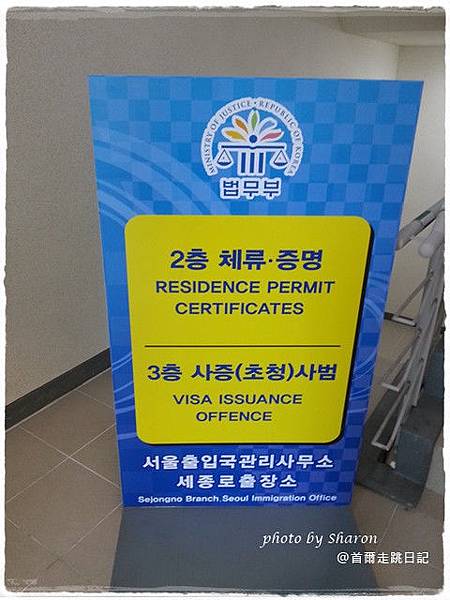 MINISTRY OF JUSTICE · REPUBLIC OF KOREA
법무부
2층 체류·증명
RESIDENCE PERMIT
CERTIFICATES
3층 사증(초청)사범
VISA ISSUANCE
OFFENCE
서울출입국관리사무소
세종로출장소
Sejongno Branch.Seoul Immigration Office
photo by Sharon
@首爾走跳日記